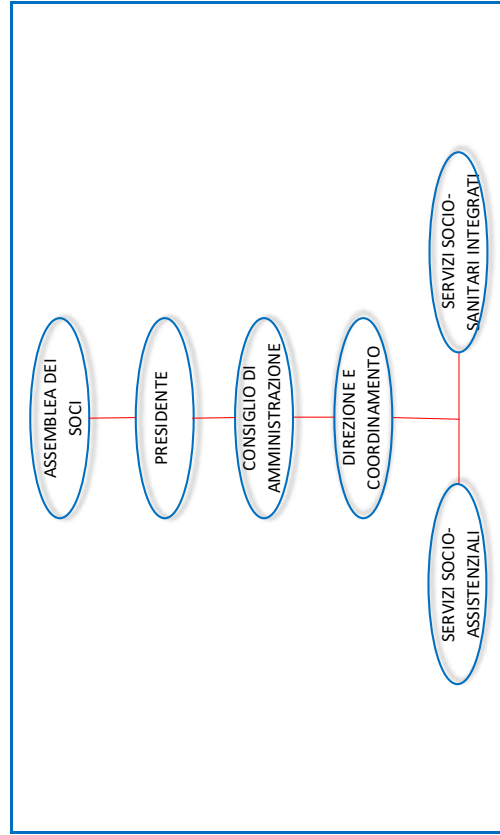 ASSEMBLEA DEI
SOCI
PRESIDENTE
CONSIGLIO DI
AMMINISTRAZIONE
DIREZIONE E
COORDINAMENTO
SERVIZI SOCIO-
ASSISTENZIALI
SERVIZI SOCIO-
SANITARI INTEGRATI